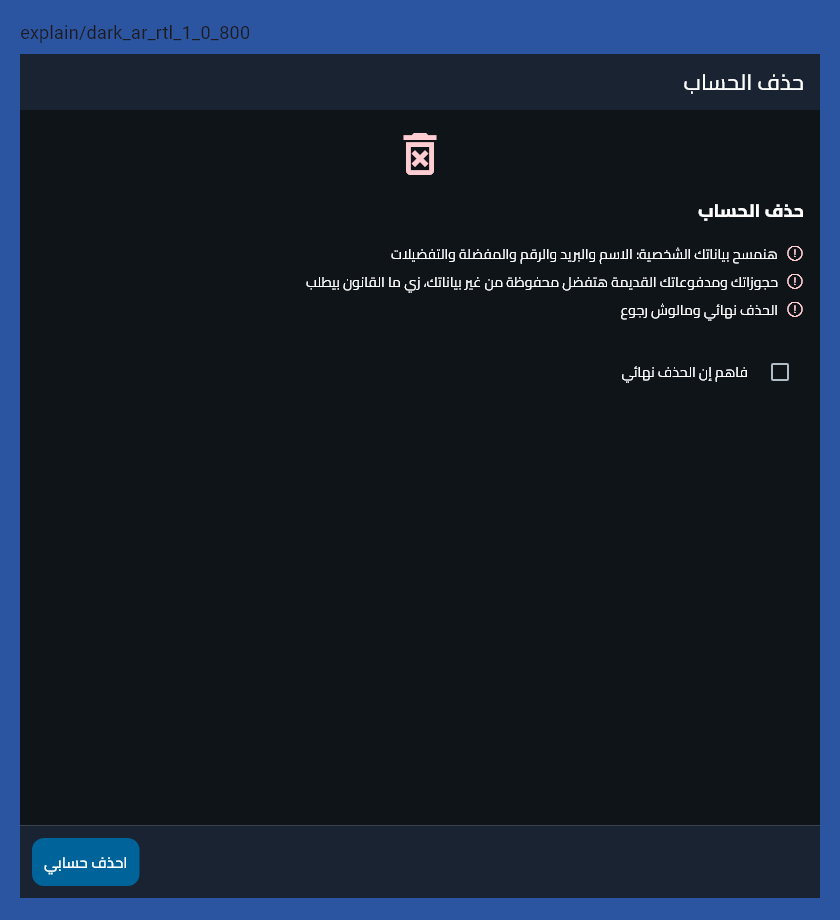 explain/dark_ar_rtl_1_0_800
حذف الحساب
حذف الحساب
هنمسح بياناتك الشخصية: الاسم والبريد والرقم والمفضلة والتفضيلات
حجوزاتك ومدفوعاتك القديمة هتفضل محفوظة من غير بياناتك، زي ما القانون بيطلب
الحذف نهائي ومالوش رجوع
فاهم إن الحذف نهائي
احذف حسابي